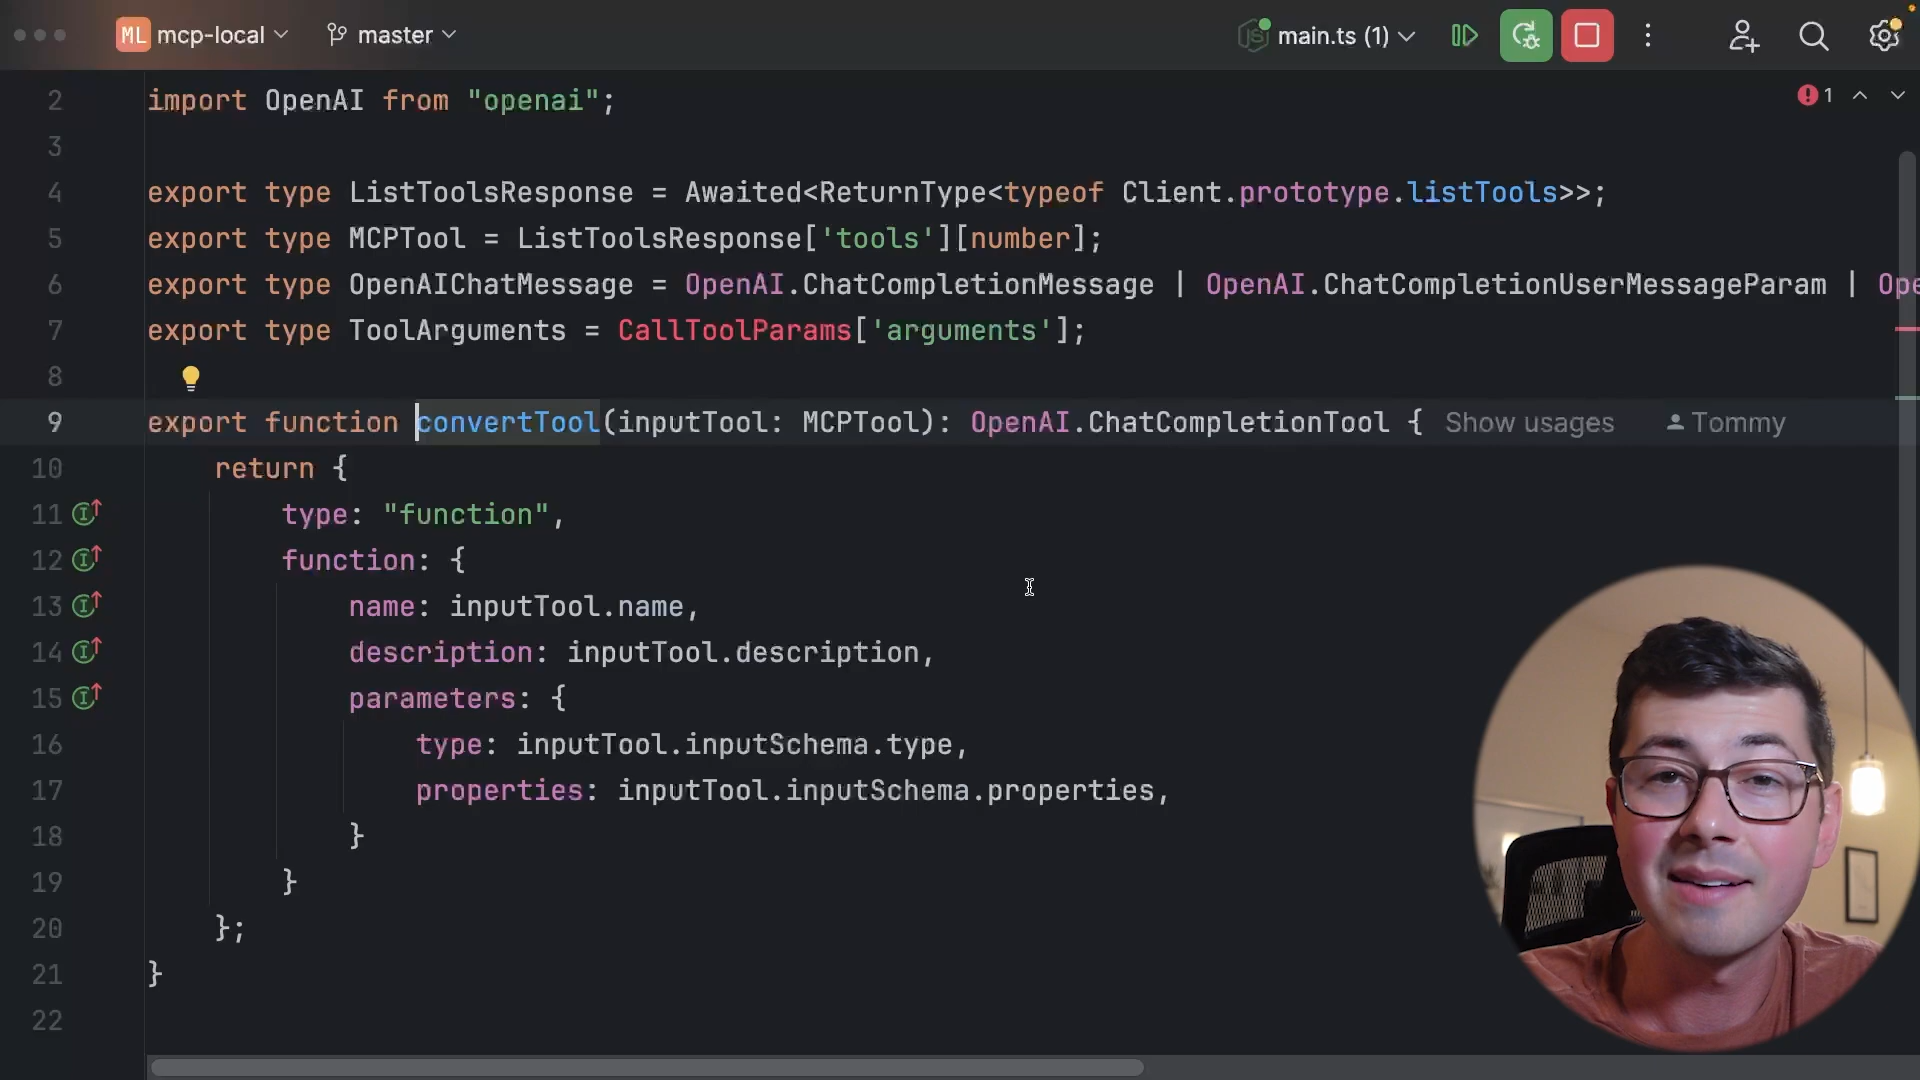 ML mcp-local master main.ts (1)
2 import OpenAI from "openai"; 1
3
4 export type ListToolsResponse = Awaited<ReturnType<typeof Client.prototype.listTools>>;
5 export type MCPTool = ListToolsResponse['tools'][number];
6 export type OpenAIChatMessage = OpenAI.ChatCompletionMessage | OpenAI.ChatCompletionUserMessageParam | Ope
7 export type ToolArguments = CallToolParams['arguments'];
8
9 export function convertTool(inputTool: MCPTool): OpenAI.ChatCompletionTool { Show usages Tommy
10 return {
11 type: "function",
12 function: {
13 name: inputTool.name,
14 description: inputTool.description,
15 parameters: {
16 type: inputTool.inputSchema.type,
17 properties: inputTool.inputSchema.properties,
18 }
19 }
20 };
21 }
22